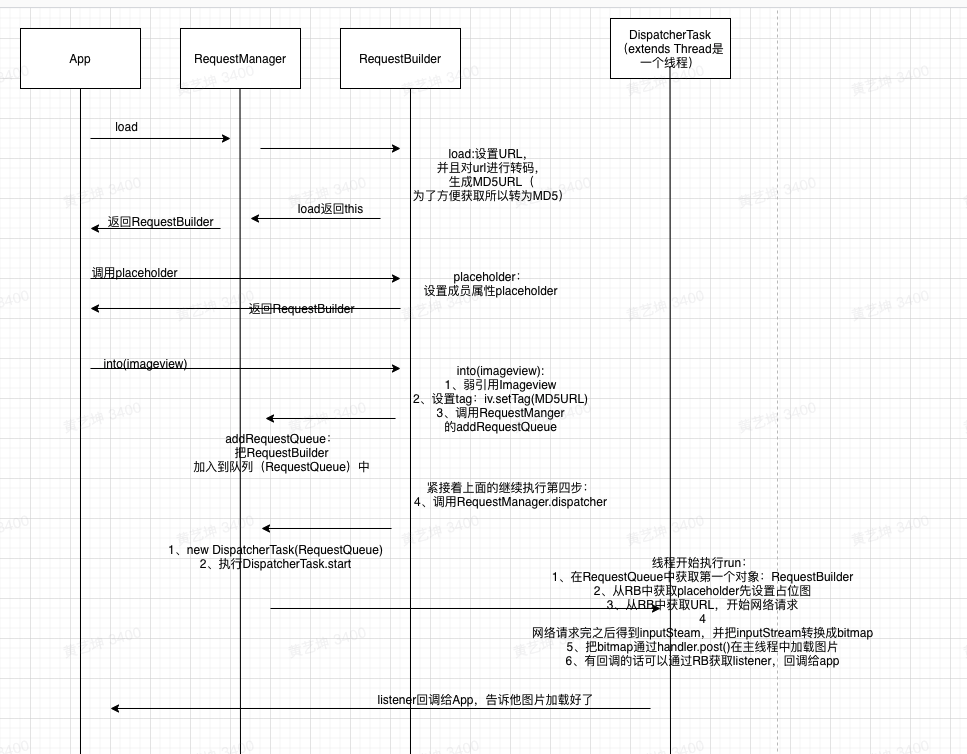 App
RequestManager
RequestBuilder
DispatcherTask
（extends Thread是
一个线程）
load
load:设置URL，
并且对url进行转码，
生成MD5URL（
为了方便获取所以转为MD5）
load返回this
返回RequestBuilder
调用placeholder
placeholder：
设置成员属性placeholder
返回RequestBuilder
into(imageview)
into(imageview):
1、弱引用Imageview
2、设置tag：iv.setTag(MD5URL)
3、调用RequestManger
的addRequestQueue
addRequestQueue：
把RequestBuilder
加入到队列（RequestQueue）中
紧接着上面的继续执行第四步：
4、调用RequestManager.dispatcher
1、new DispatcherTask(RequestQueue)
2、执行DispatcherTask.start
线程开始执行run：
1、在RequestQueue中获取第一个对象：RequestBuilder
2、从RB中获取placeholder先设置占位图
3、从RB中获取URL，开始网络请求
4
网络请求完之后得到inputSteam，并把inputStream转换成bitmap
5、把bitmap通过handler.post()在主线程中加载图片
6、有回调的话可以通过RB获取listener，回调给app
listener回调给App，告诉他图片加载好了
黄艺坤 3400